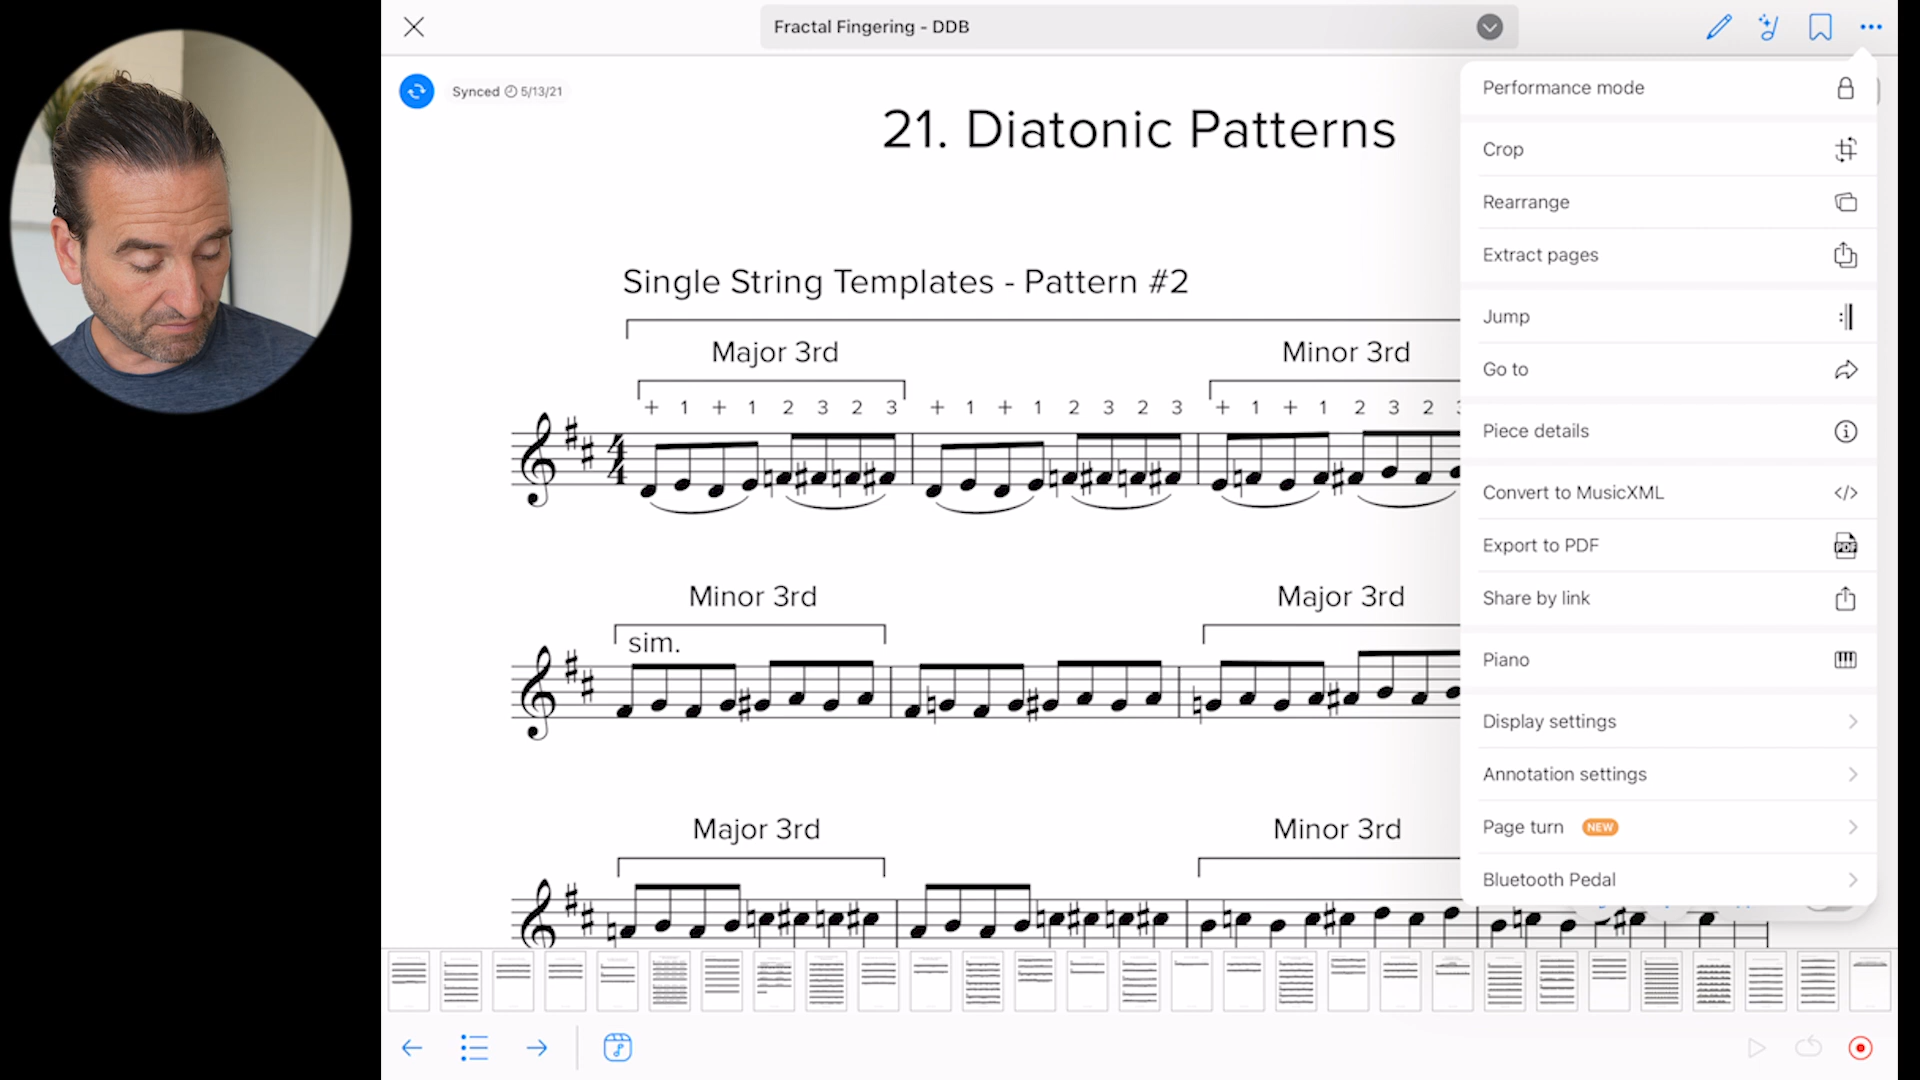 Fractal Fingering - DDB
Synced 5/13/21
21. Diatonic Patterns
Single String Templates - Pattern #2
Major 3rd
Minor 3rd
+ 1 + 1 2 3 2 3 + 1 + 1 2 3 2 3 + 1 + 1 2 3 2
4
4
Minor 3rd
Major 3rd
sim.
Major 3rd
Minor 3rd
Performance mode
Crop
Rearrange
Extract pages
Jump
Go to
Piece details
Convert to MusicXML
</>
Export to PDF
PDF
Share by link
Piano
Display settings
Annotation settings
Page turn NEW
Bluetooth Pedal